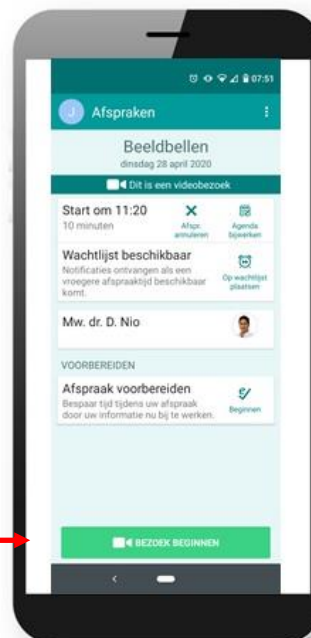 07:51
J Afspraken
Beeldbellen
dinsdag 28 april 2020
Dit is een videobezoek
Start om 11:20
10 minuten
Afspr. annuleren
Agenda bijwerken
Wachtlijst beschikbaar
Notificaties ontvangen als een
vroegere afspraaktijd beschikbaar
komt.
Op wachtlijst
plaatsen
Mw. dr. D. Nio
VOORBEREIDEN
Afspraak voorbereiden
Bespaar tijd tijdens uw afspraak
door uw informatie nu bij te werken.
Beginnen
BEZOEK BEGINNEN